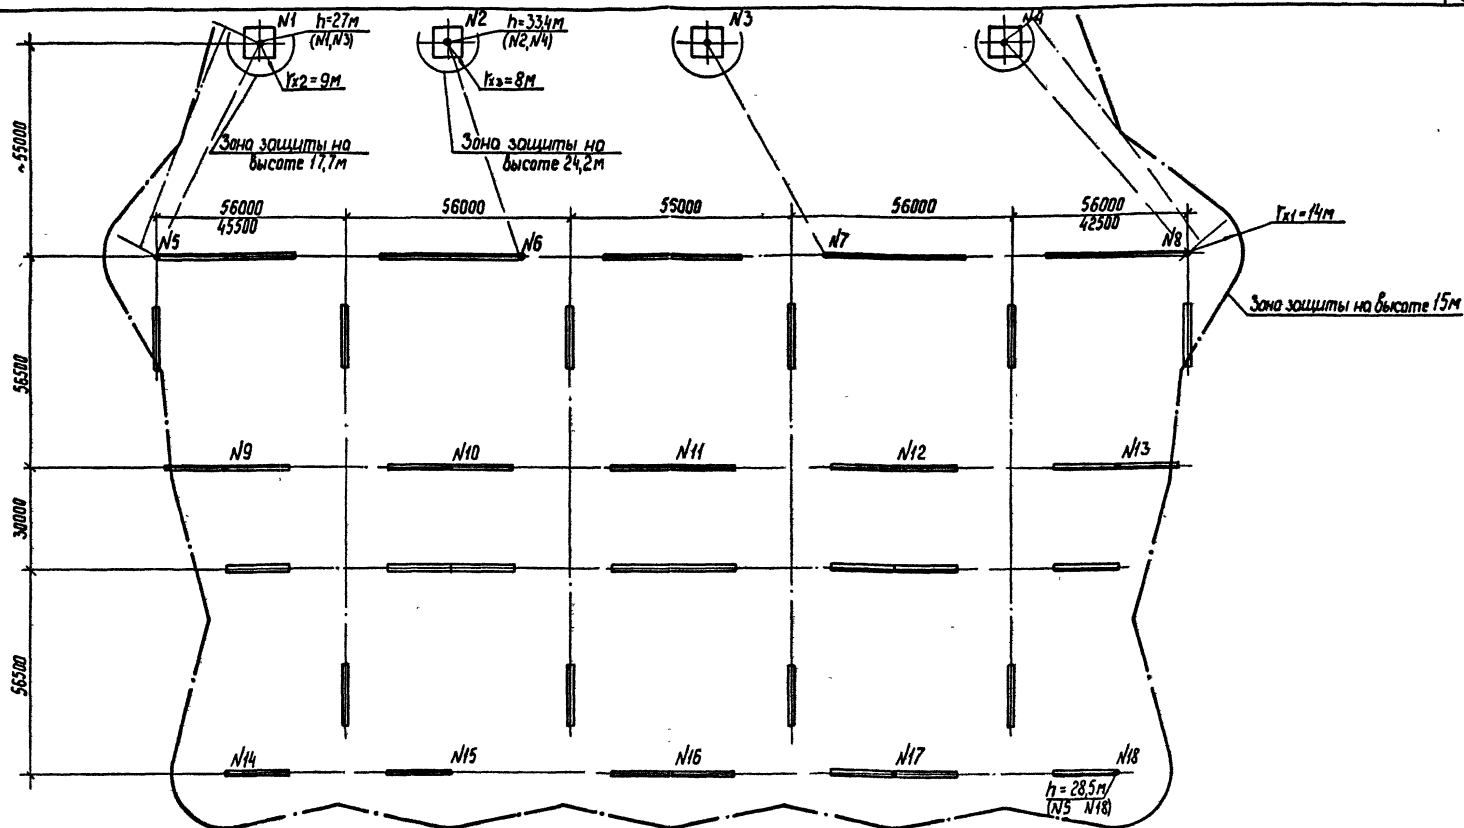 N1
h=27м
(N1,N3)
N2
h=33,4м
(N2,N4)
N3
N4
rx2=9м
rx3=8м
Зона защиты на
высоте 17,7м
Зона защиты на
высоте 24,2м
~55000
56000
45500
56000
55000
56000
56000
42500
rx1=14м
N5
N6
N7
N8
Зона защиты на высоте 15м
56500
N9
N10
N11
N12
N13
30000
56500
N14
N15
N16
N17
N18
h=28,5м
(N5 N18)